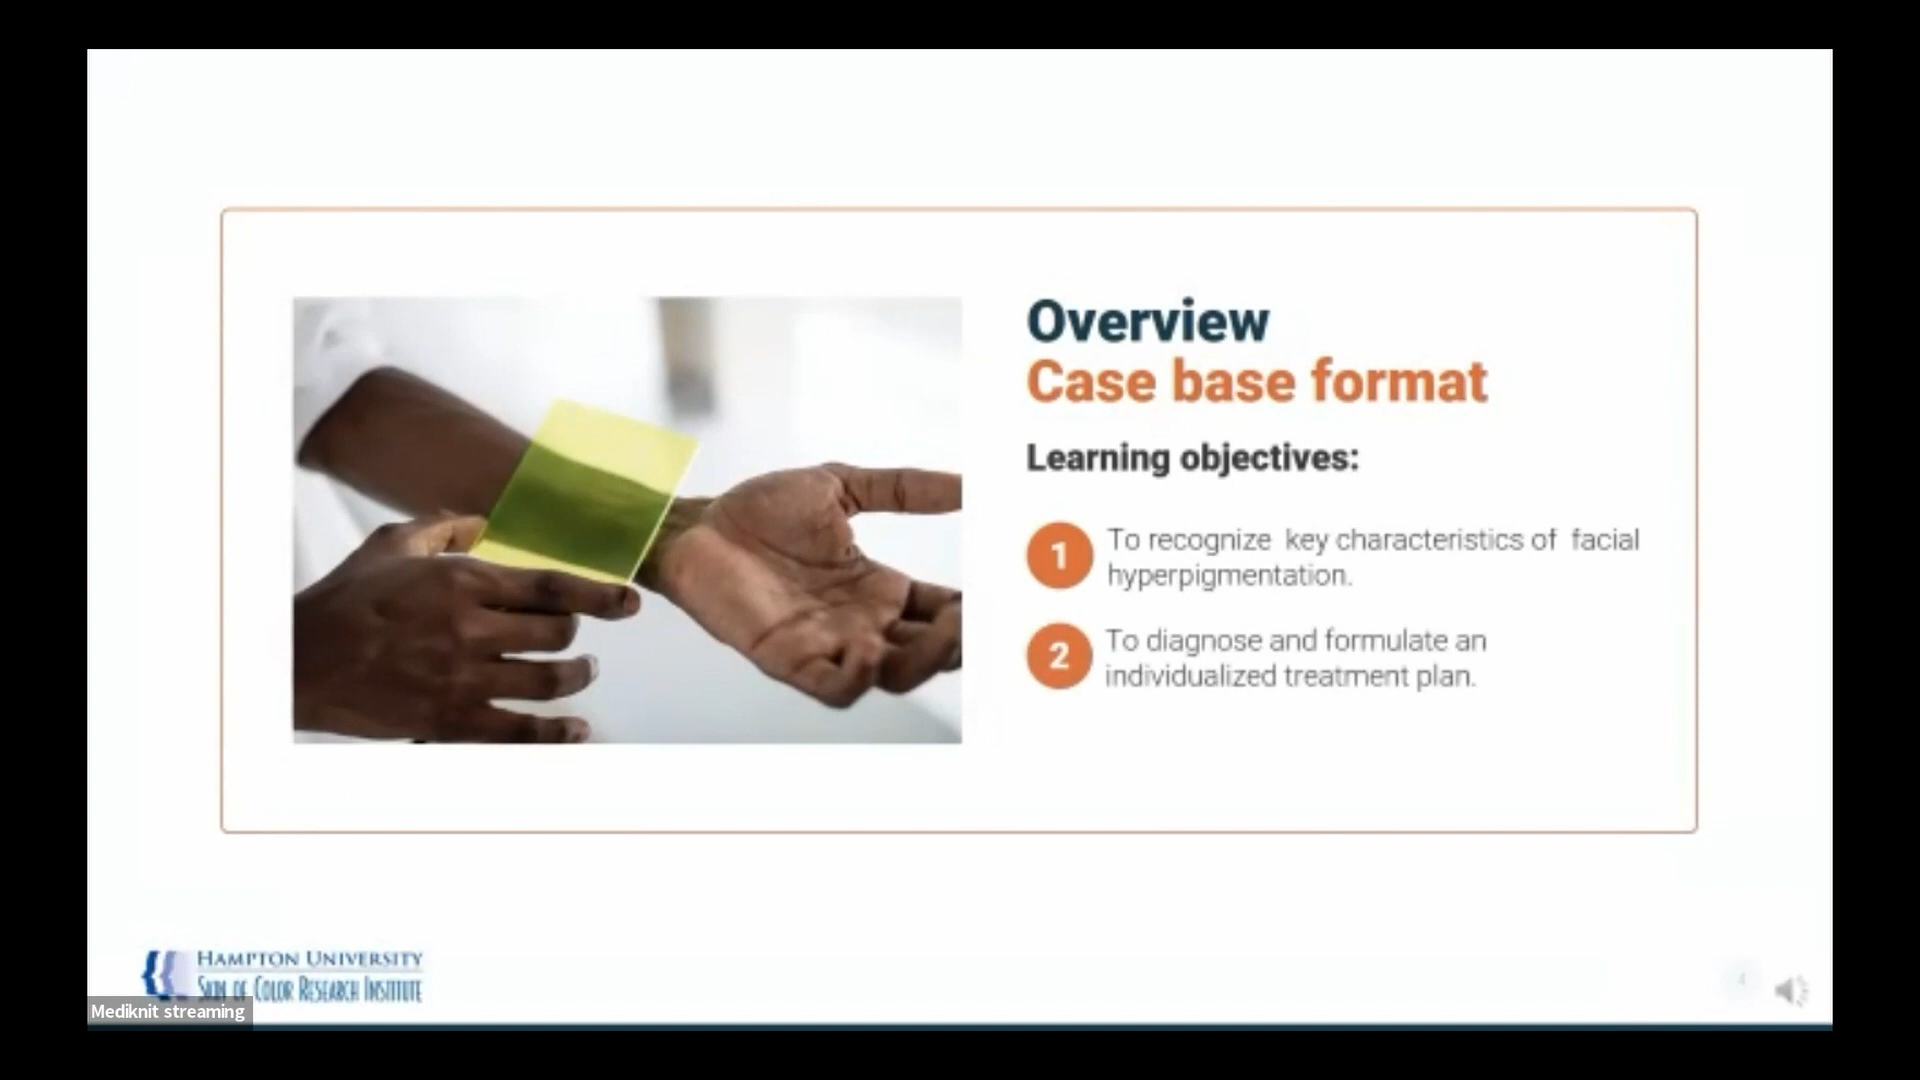 Overview
Case base format
Learning objectives:
1
To recognize key characteristics of facial
hyperpigmentation.
2
To diagnose and formulate an
individualized treatment plan.
HAMPTON UNIVERSITY
SKIN OF COLOR RESEARCH INSTITUTE
Mediknit streaming
4